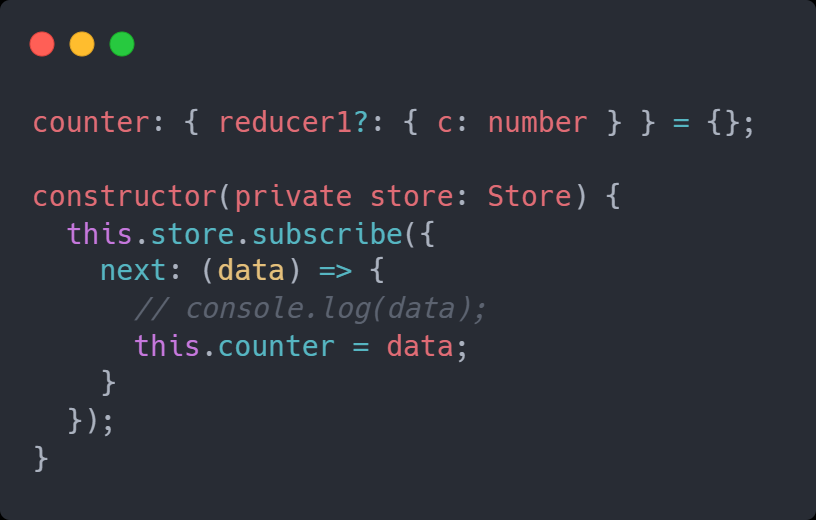 counter: { reducer1?: { c: number } } = {};

constructor(private store: Store) {
  this.store.subscribe({
    next: (data) => {
      // console.log(data);
      this.counter = data;
    }
  });
}